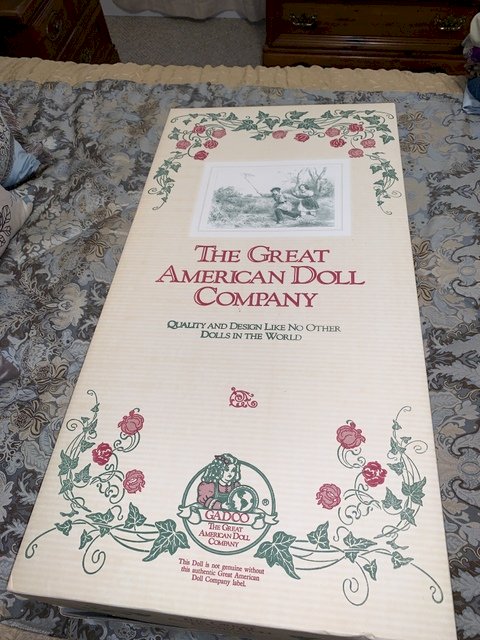 THE GREAT
AMERICAN DOLL
COMPANY
QUALITY AND DESIGN LIKE NO OTHER
DOLLS IN THE WORLD
GADCO
®
THE GREAT
AMERICAN DOLL
COMPANY
This Doll is not genuine without
this authentic Great American
Doll Company label.